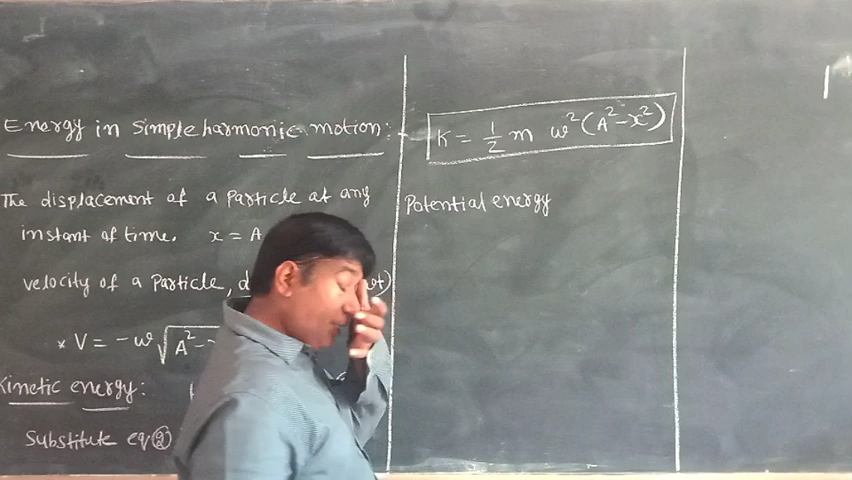 Energy in Simple harmonic motion:-
The displacement of a particle at any
instant of time. x = A
velocity of a particle,
* V = -ω√A²-
Kinetic energy:
Substitute eq②
K = 1/2 m ω²(A²-x²)
Potential energy